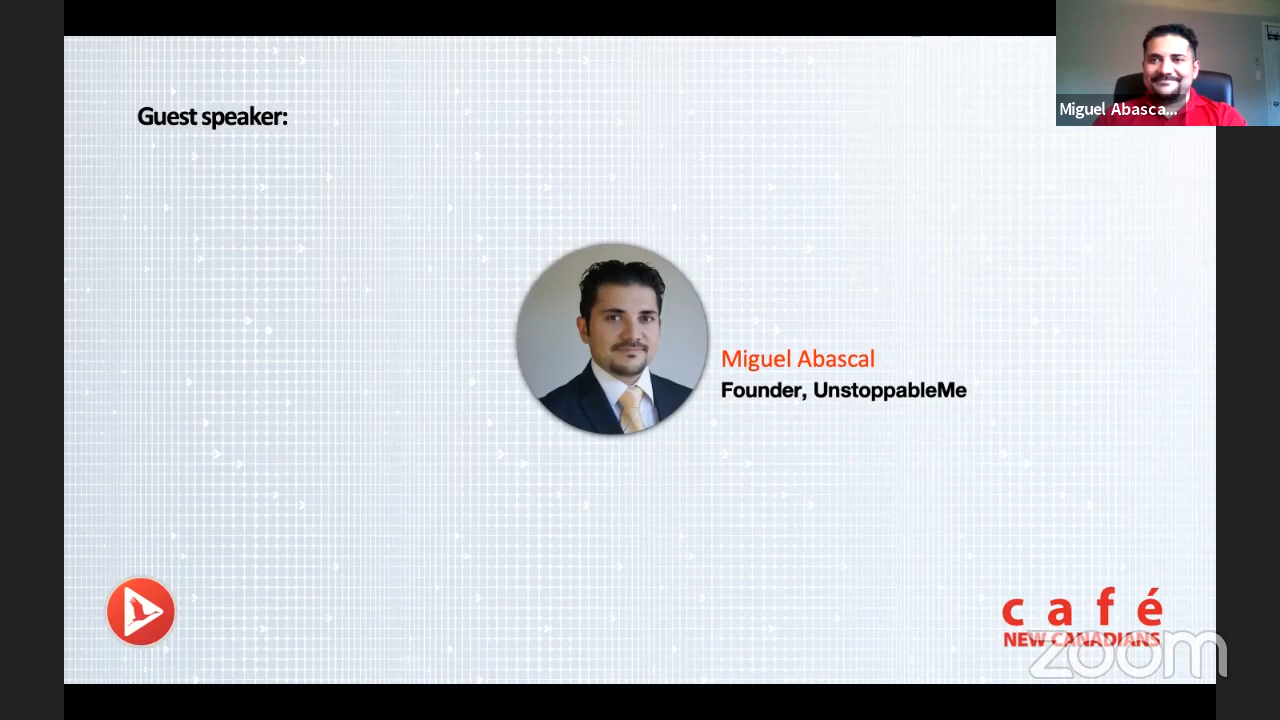 Guest speaker:
Miguel Abasca...
Miguel Abascal
Founder, UnstoppableMe
café
NEW CANADIANS
zoom